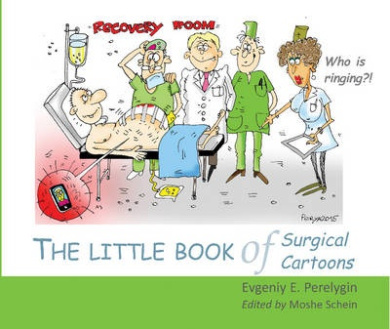 RECOVERY ROOM
Who is
ringing?!
THE LITTLE BOOK of Surgical
Cartoons
Evgeniy E. Perelygin
Edited by Moshe Schein